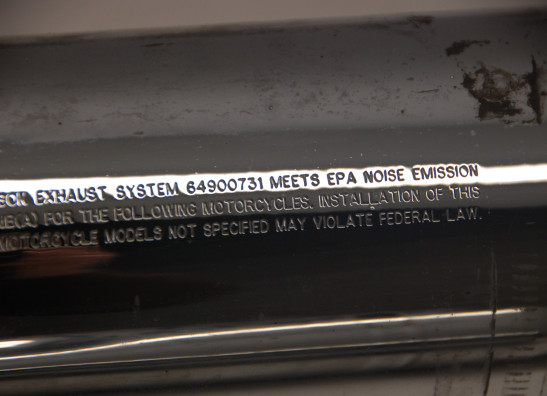 EXHAUST SYSTEM 64900731 MEETS EPA NOISE EMISSION
FOR THE FOLLOWING MOTORCYCLES. INSTALLATION OF THIS
MOTORCYCLE MODELS NOT SPECIFIED MAY VIOLATE FEDERAL LAW.